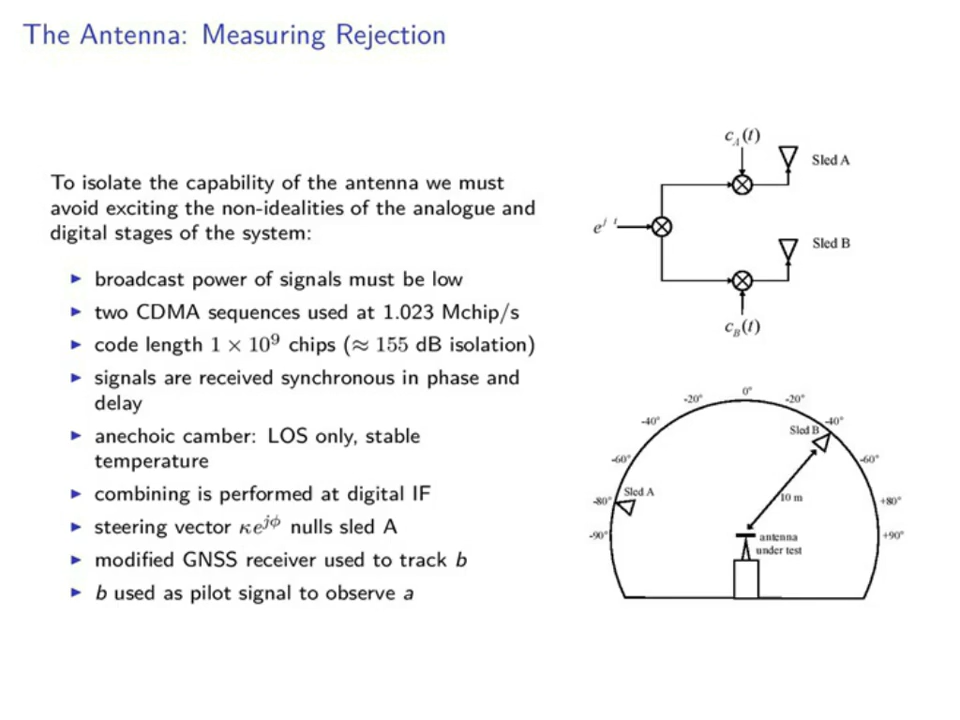 The Antenna: Measuring Rejection
To isolate the capability of the antenna we must
avoid exciting the non-idealities of the analogue and
digital stages of the system:
▶ broadcast power of signals must be low
▶ two CDMA sequences used at 1.023 Mchip/s
▶ code length 1 × 10⁹ chips (≈ 155 dB isolation)
▶ signals are received synchronous in phase and
delay
▶ anechoic camber: LOS only, stable
temperature
▶ combining is performed at digital IF
▶ steering vector κe^{jϕ} nulls sled A
▶ modified GNSS receiver used to track b
▶ b used as pilot signal to observe a
c_A(t)
Sled A
e^{j t}
Sled B
c_B(t)
0°
-20°
-20°
-40°
-40°
Sled B
-60°
-60°
Sled A
-80°
10 m
+80°
-90°
antenna
under test
+90°